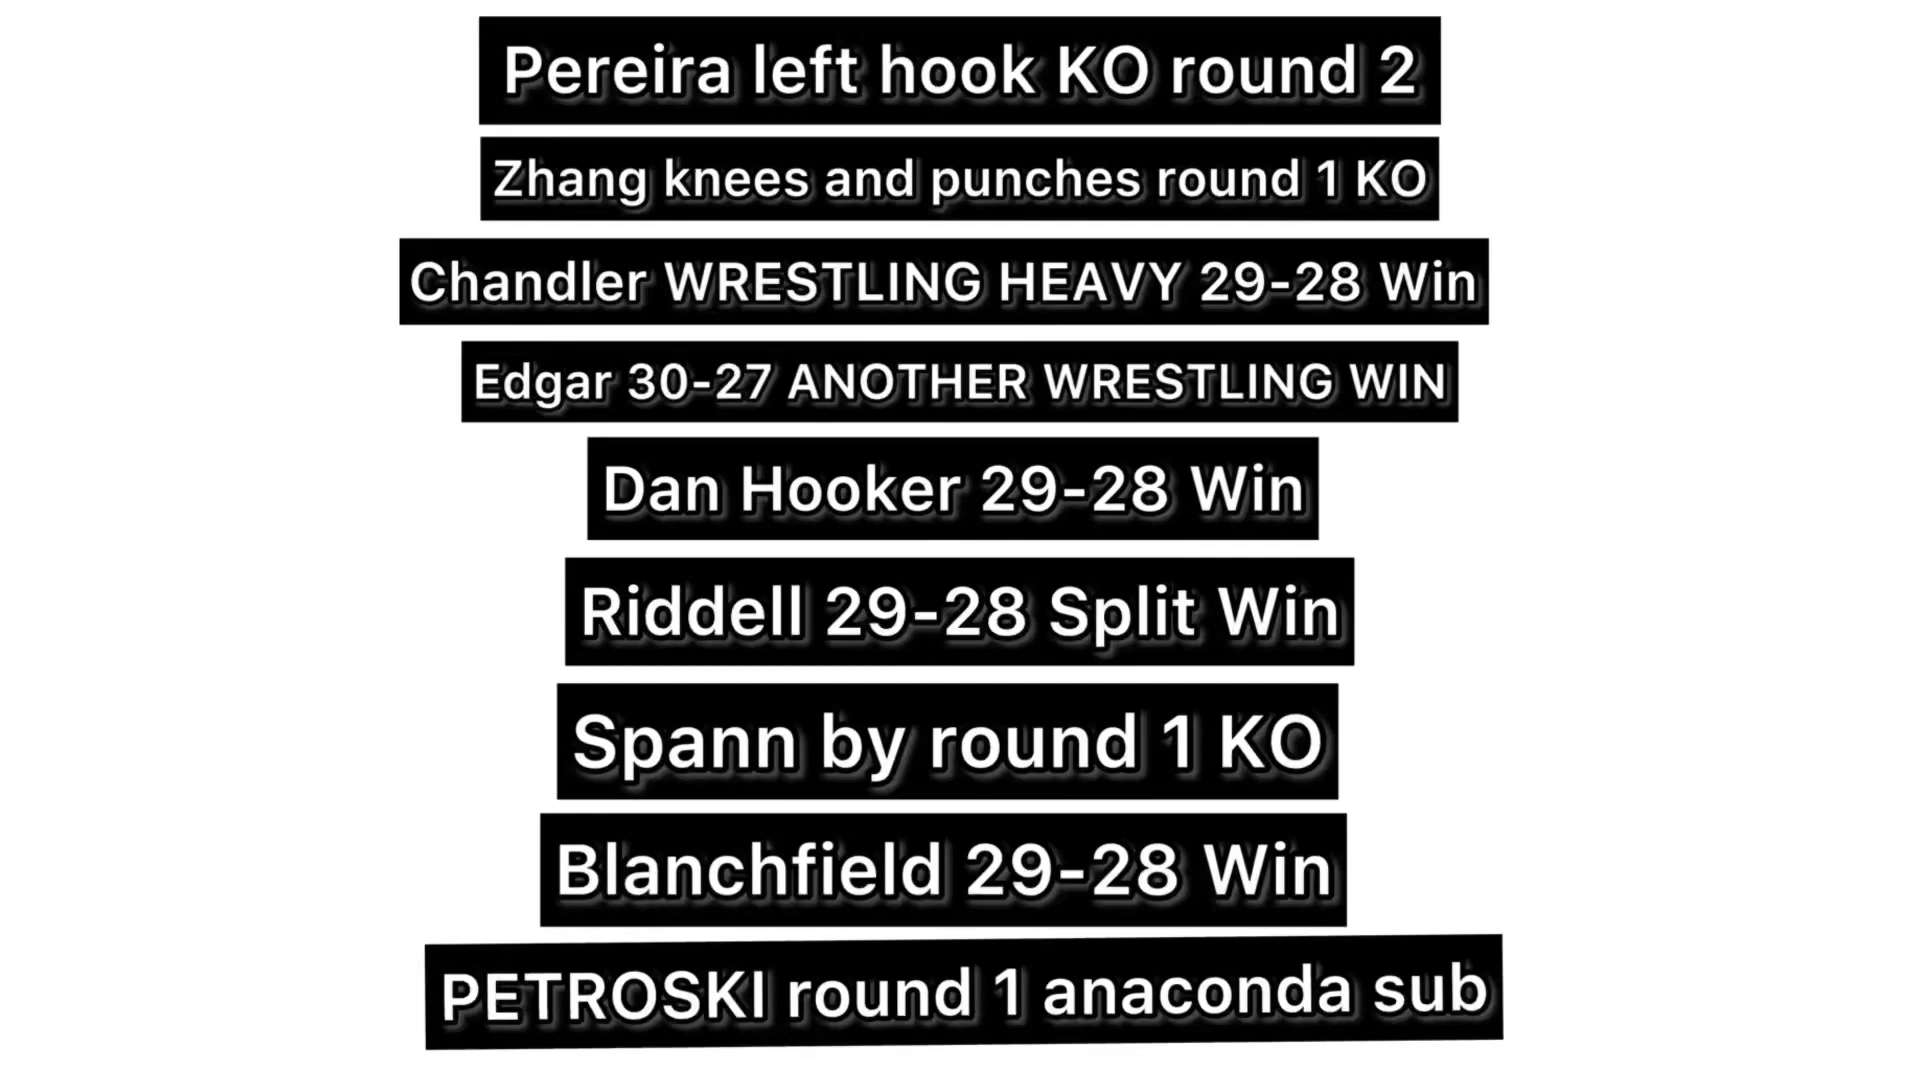 Pereira left hook KO round 2
Zhang knees and punches round 1 KO
Chandler WRESTLING HEAVY 29-28 Win
Edgar 30-27 ANOTHER WRESTLING WIN
Dan Hooker 29-28 Win
Riddell 29-28 Split Win
Spann by round 1 KO
Blanchfield 29-28 Win
PETROSKI round 1 anaconda sub